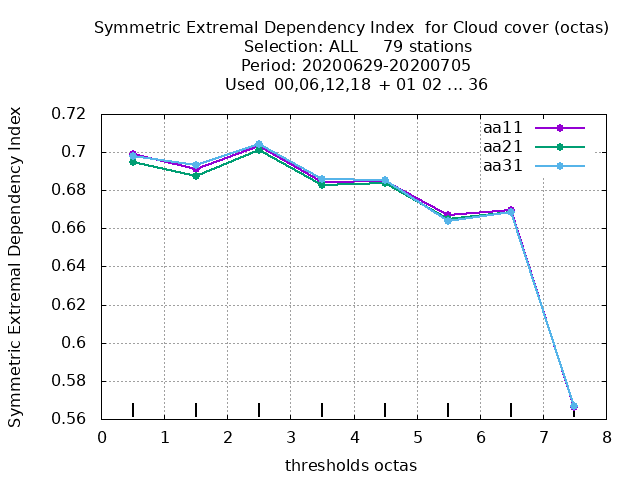 Symmetric Extremal Dependency Index  for Cloud cover (octas)
Selection: ALL     79 stations
Period: 20200629-20200705
Used  00,06,12,18 + 01 02 ... 36
Symmetric Extremal Dependency Index
0.72
0.7
0.68
0.66
0.64
0.62
0.6
0.58
0.56
aa11
aa21
aa31
0 1 2 3 4 5 6 7 8
thresholds octas